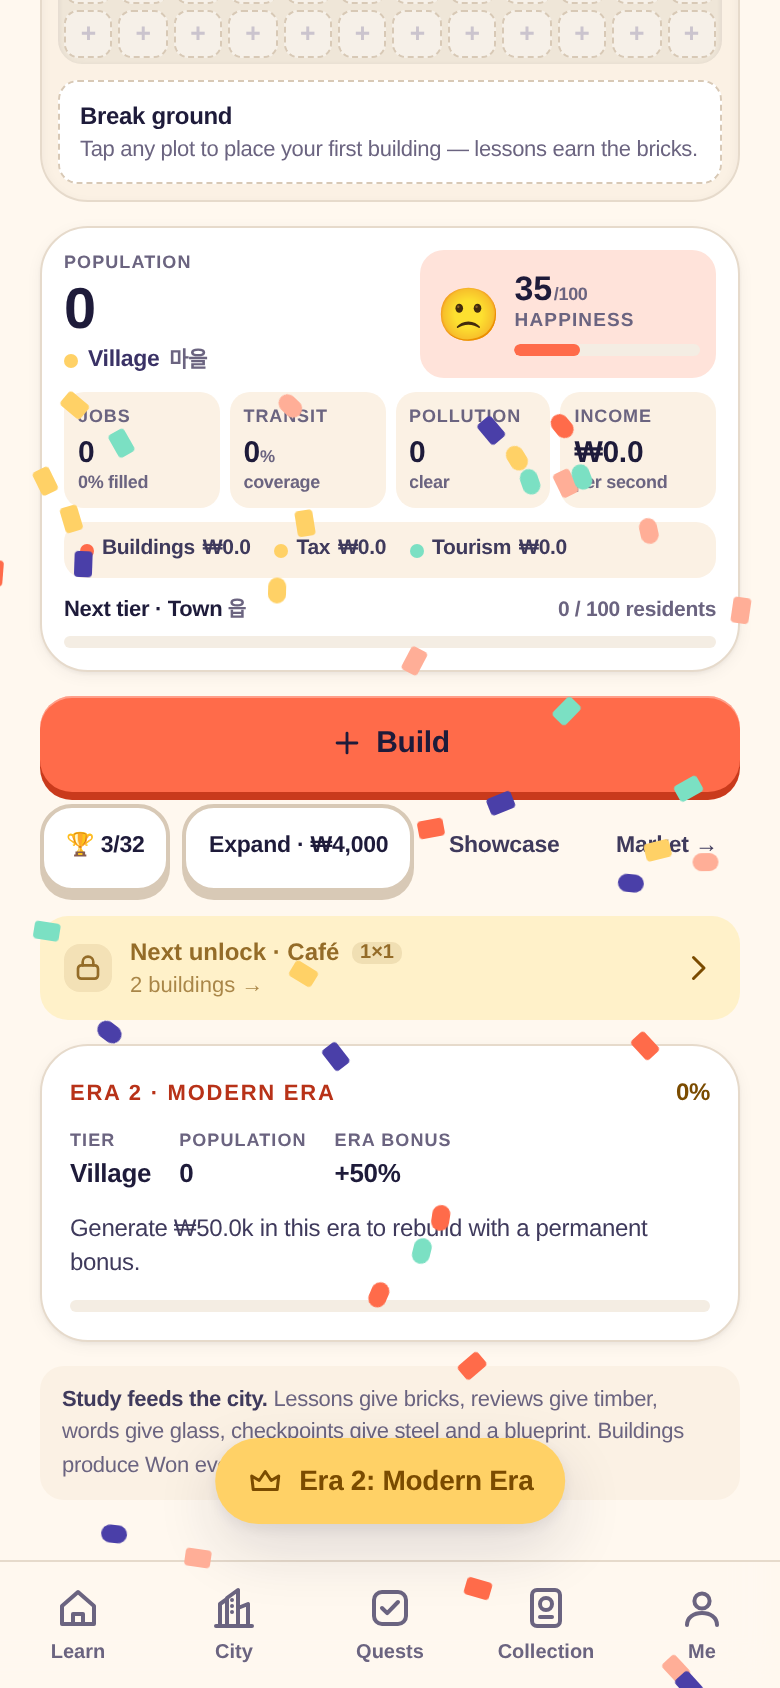 Break ground
Tap any plot to place your first building — lessons earn the bricks.
POPULATION
0
Village 마을
35/100
HAPPINESS
JOBS
0
0% filled
TRANSIT
0%
coverage
POLLUTION
0
clear
INCOME
₩0.0
per second
Buildings ₩0.0 Tax ₩0.0 Tourism ₩0.0
Next tier · Town 읍 0 / 100 residents
+ Build
🏆 3/32
Expand · ₩4,000
Showcase
Market →
Next unlock · Café 1×1
2 buildings →
ERA 2 · MODERN ERA 0%
TIER POPULATION ERA BONUS
Village 0 +50%
Generate ₩50.0k in this era to rebuild with a permanent
bonus.
Study feeds the city. Lessons give bricks, reviews give timber,
words give glass, checkpoints give steel and a blueprint. Buildings
produce Won
Era 2: Modern Era
Learn
City
Quests
Collection
Me